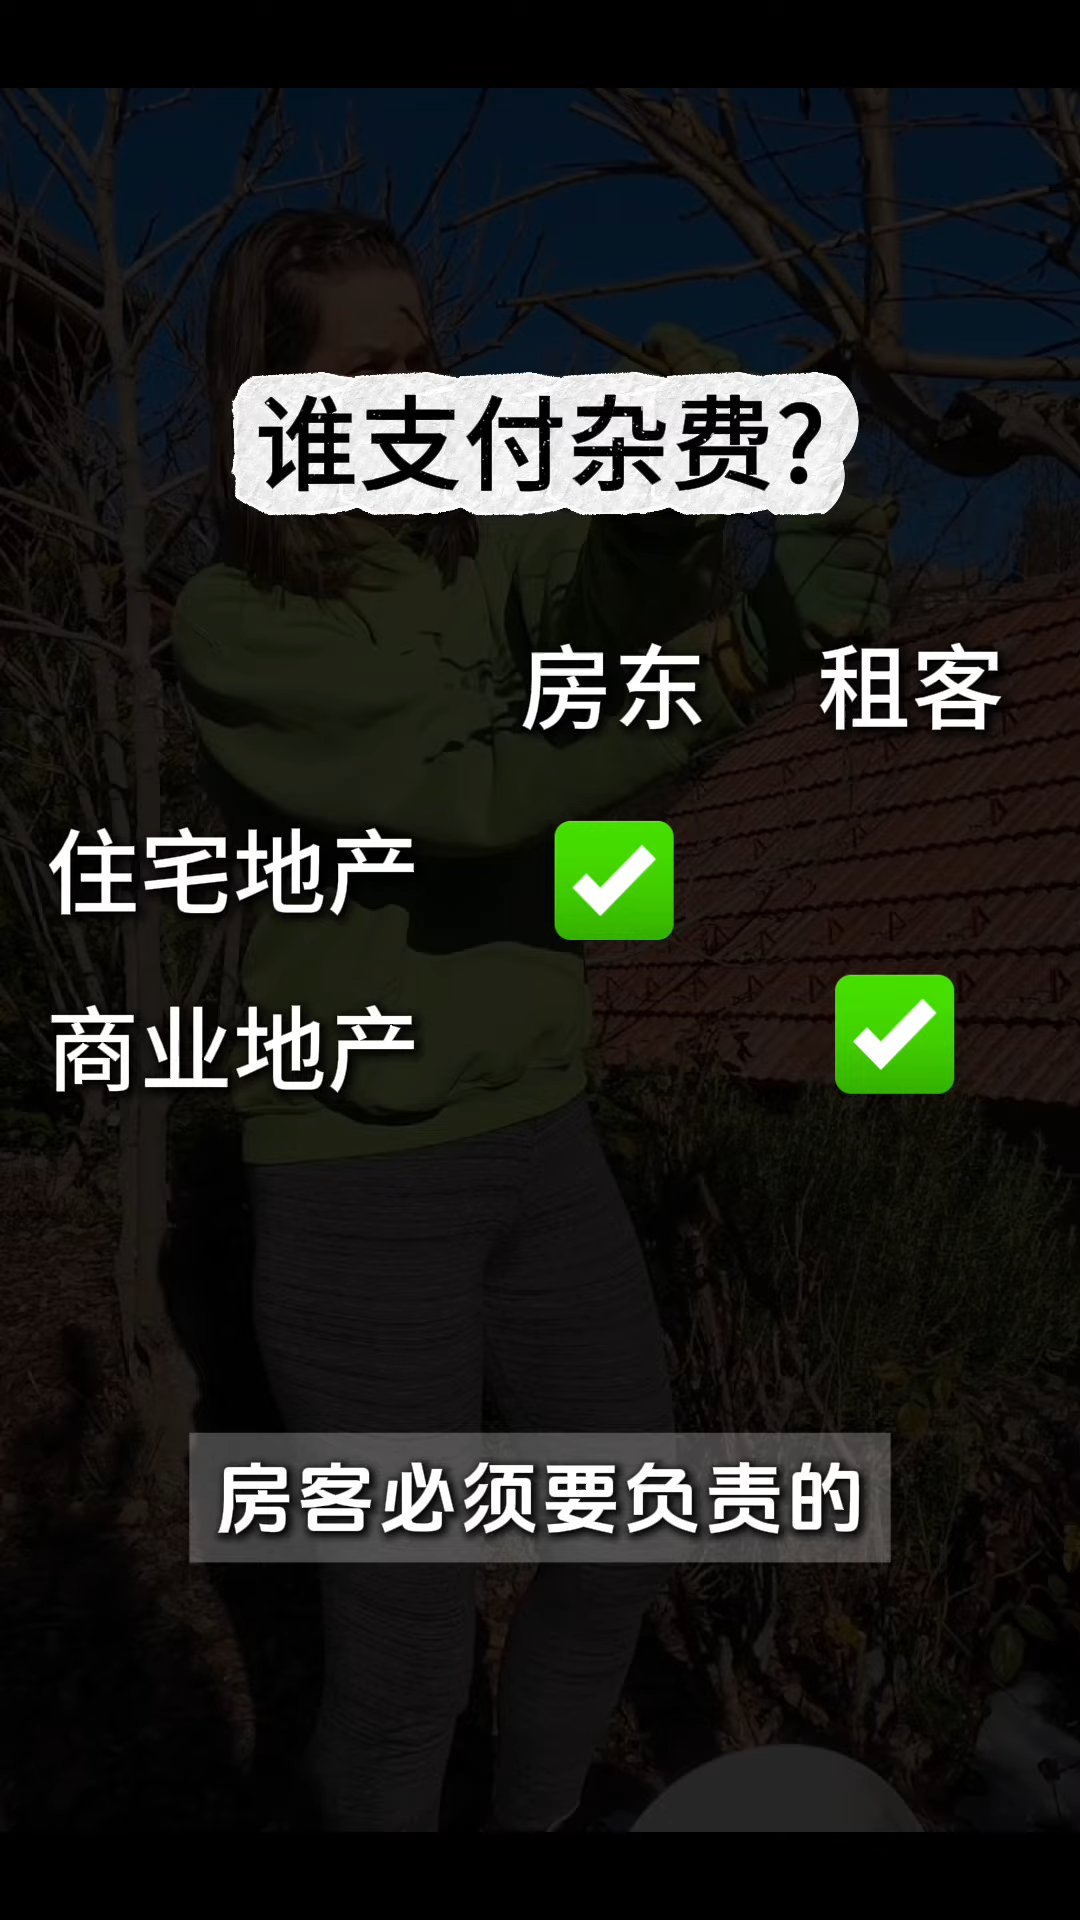 谁支付杂费?
房东 租客
住宅地产
商业地产
房客必须要负责的